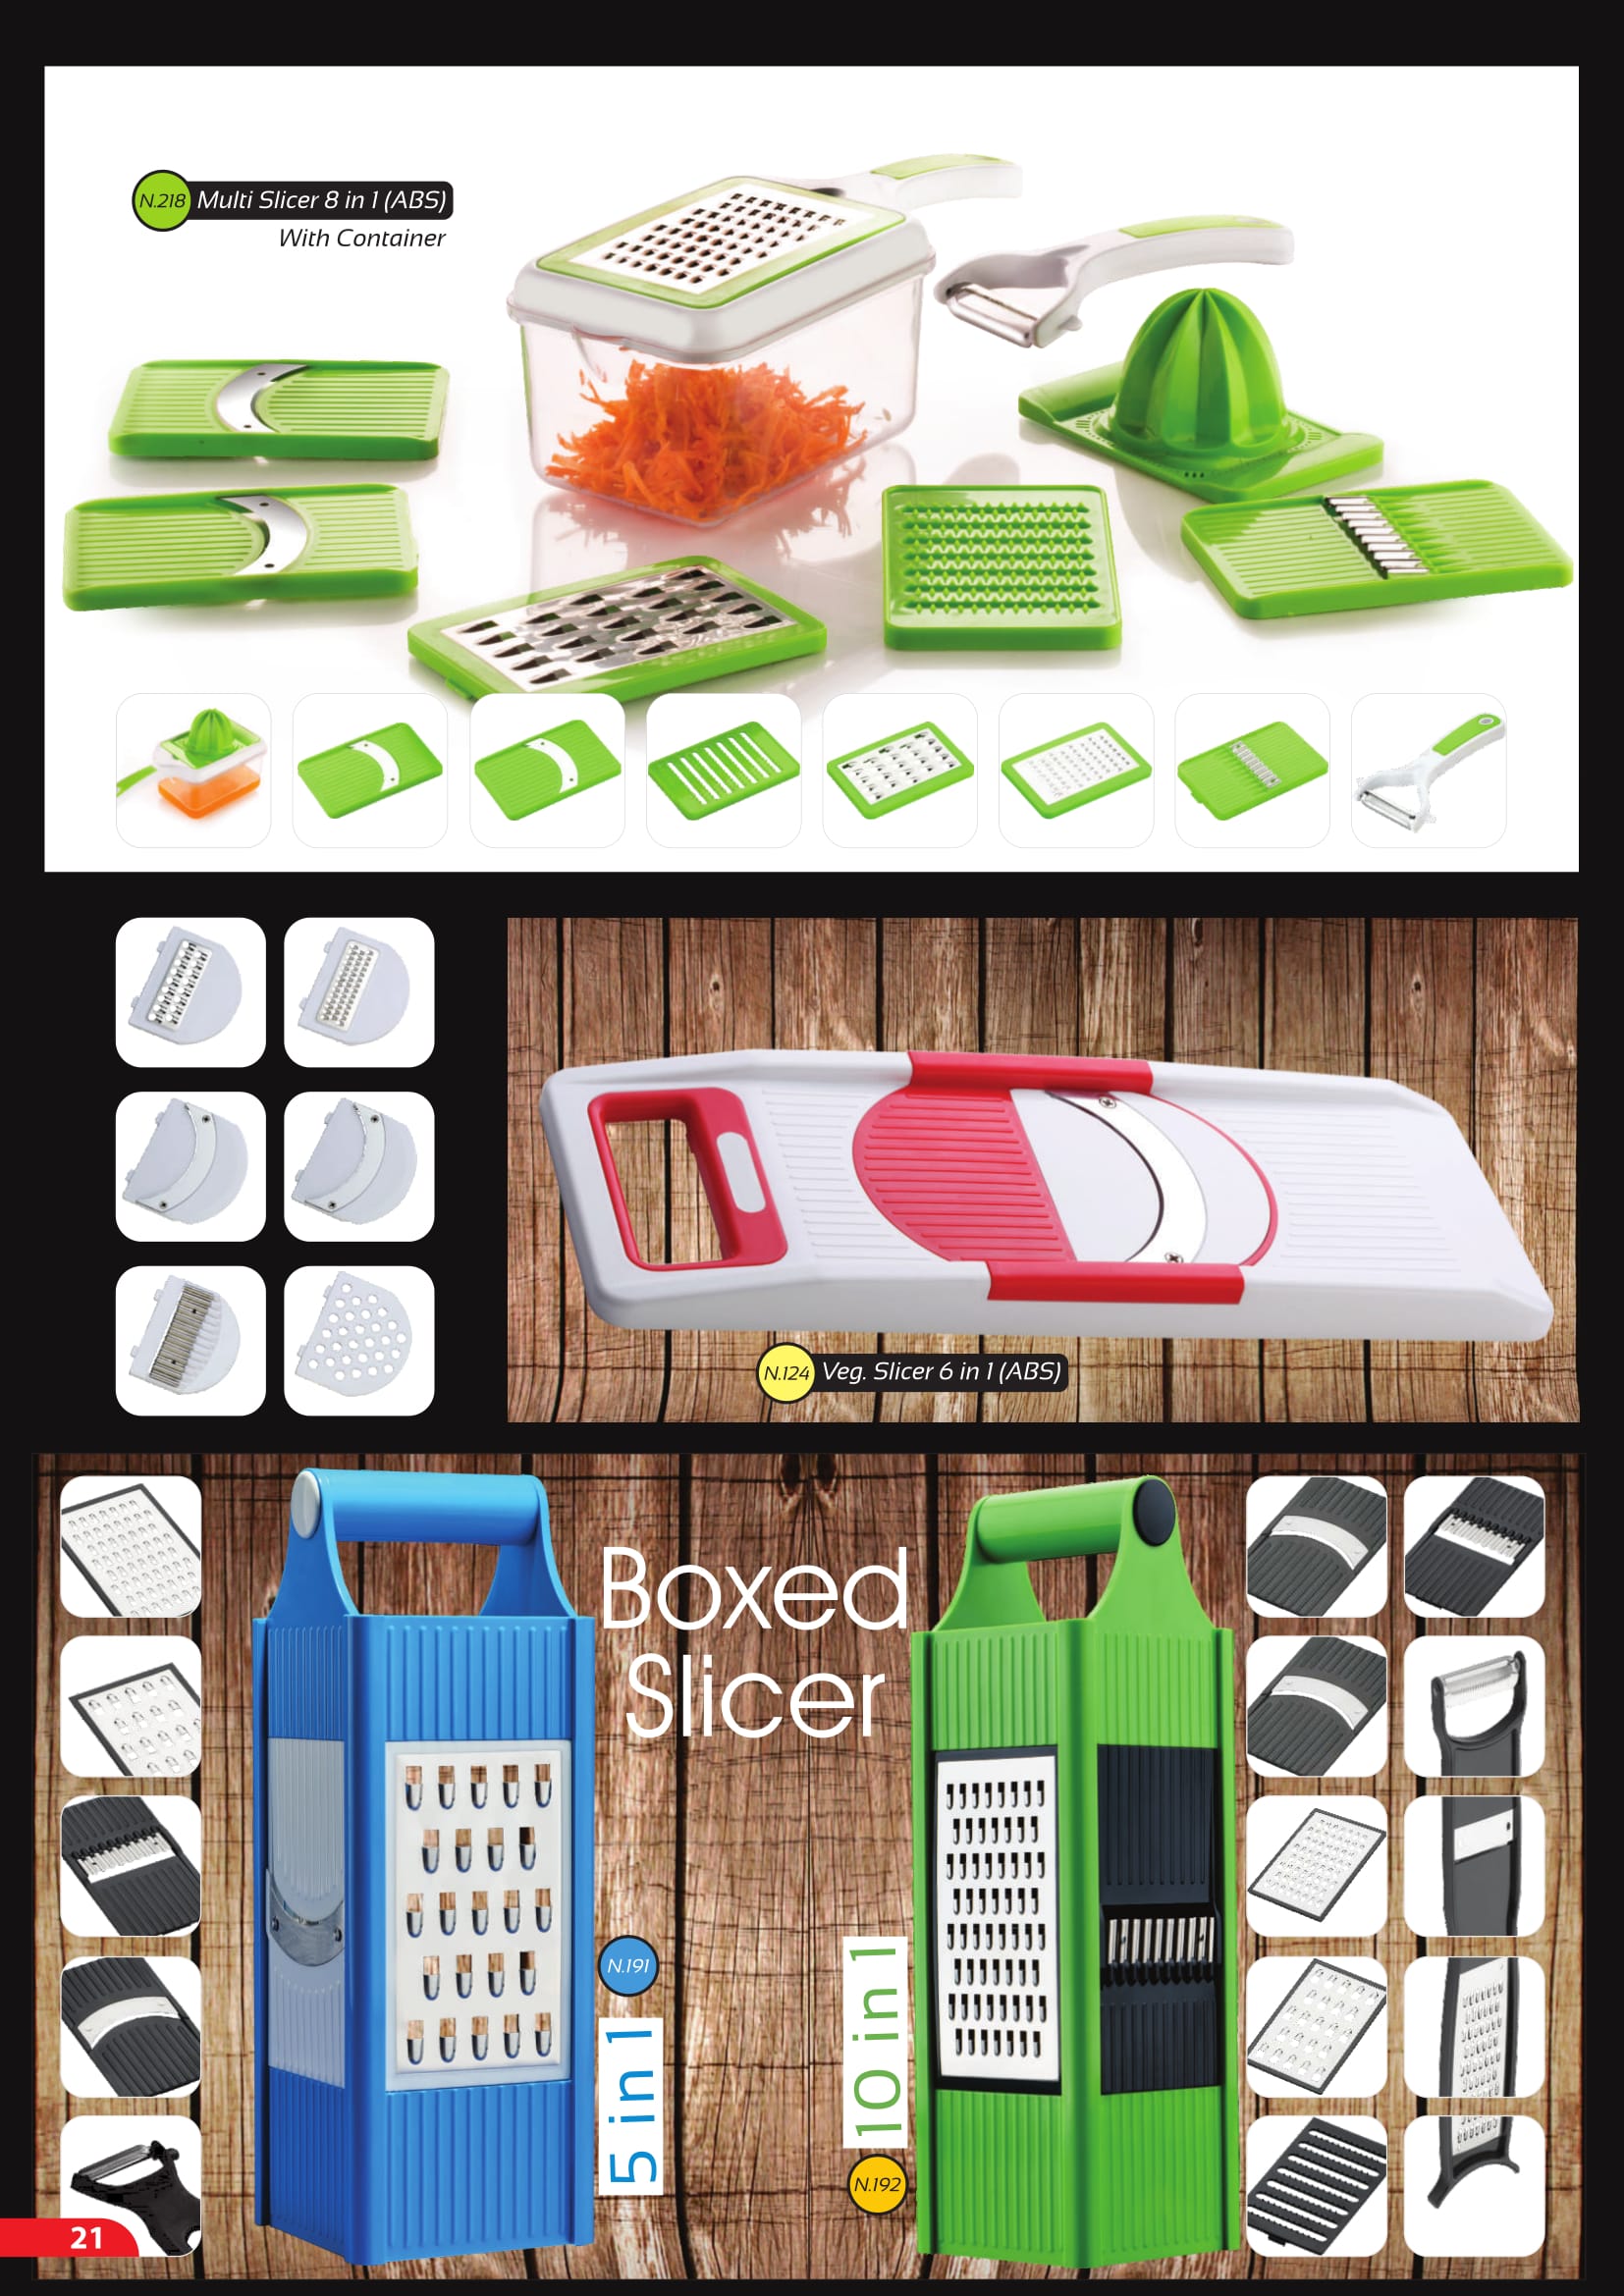 N.218 Multi Slicer 8 in 1 (ABS)
With Container
N.124 Veg. Slicer 6 in 1 (ABS)
Boxed
Slicer
N.191
5 in 1
10 in 1
N.192
21